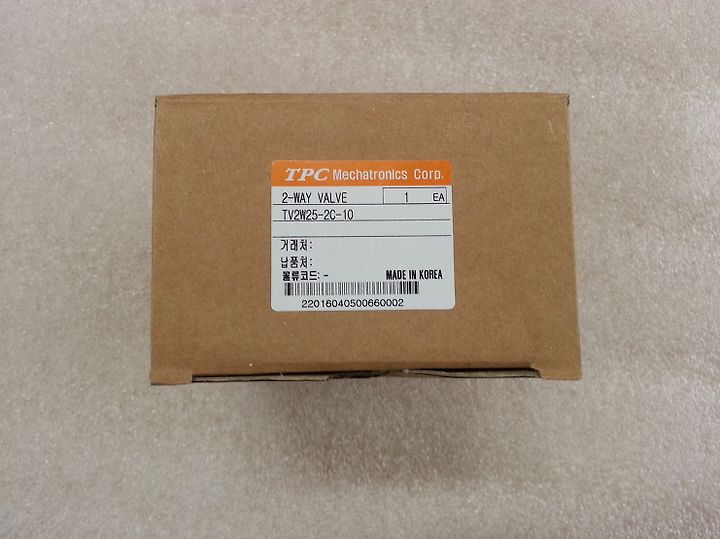 TPC Mechatronics Corp.
2-WAY VALVE 1 EA
TV2W25-2C-10
거래처:
납품처:
물류코드: - MADE IN KOREA
22016040500660002